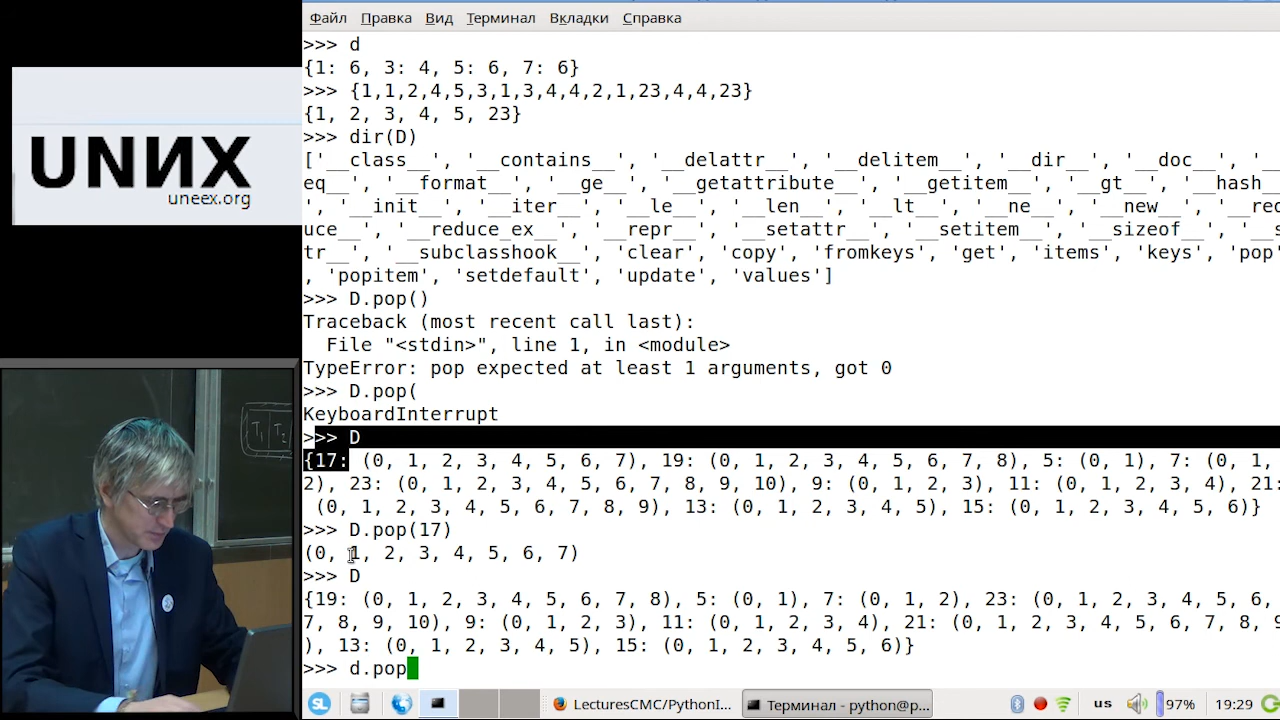 Файл Правка Вид Терминал Вкладки Справка
>>> d
{1: 6, 3: 4, 5: 6, 7: 6}
>>> {1,1,2,4,5,3,1,3,4,4,2,1,23,4,4,23}
{1, 2, 3, 4, 5, 23}
>>> dir(D)
['__class__', '__contains__', '__delattr__', '__delitem__', '__dir__', '__doc__', '__
eq__', '__format__', '__ge__', '__getattribute__', '__getitem__', '__gt__', '__hash__
', '__init__', '__iter__', '__le__', '__len__', '__lt__', '__ne__', '__new__', '__red
uce__', '__reduce_ex__', '__repr__', '__setattr__', '__setitem__', '__sizeof__', '__s
tr__', '__subclasshook__', 'clear', 'copy', 'fromkeys', 'get', 'items', 'keys', 'pop'
, 'popitem', 'setdefault', 'update', 'values']
>>> D.pop()
Traceback (most recent call last):
File "<stdin>", line 1, in <module>
TypeError: pop expected at least 1 arguments, got 0
>>> D.pop(
KeyboardInterrupt
>>> D
{17: (0, 1, 2, 3, 4, 5, 6, 7), 19: (0, 1, 2, 3, 4, 5, 6, 7, 8), 5: (0, 1), 7: (0, 1,
2), 23: (0, 1, 2, 3, 4, 5, 6, 7, 8, 9, 10), 9: (0, 1, 2, 3), 11: (0, 1, 2, 3, 4), 21:
(0, 1, 2, 3, 4, 5, 6, 7, 8, 9), 13: (0, 1, 2, 3, 4, 5), 15: (0, 1, 2, 3, 4, 5, 6)}
>>> D.pop(17)
(0, 1, 2, 3, 4, 5, 6, 7)
>>> D
{19: (0, 1, 2, 3, 4, 5, 6, 7, 8), 5: (0, 1), 7: (0, 1, 2), 23: (0, 1, 2, 3, 4, 5, 6,
7, 8, 9, 10), 9: (0, 1, 2, 3), 11: (0, 1, 2, 3, 4), 21: (0, 1, 2, 3, 4, 5, 6, 7, 8, 9
), 13: (0, 1, 2, 3, 4, 5), 15: (0, 1, 2, 3, 4, 5, 6)}
>>> d.pop
LecturesCMC/PythonI... Терминал - python@p... us 97% 19:29
UNИX
uneex.org
T1 T2